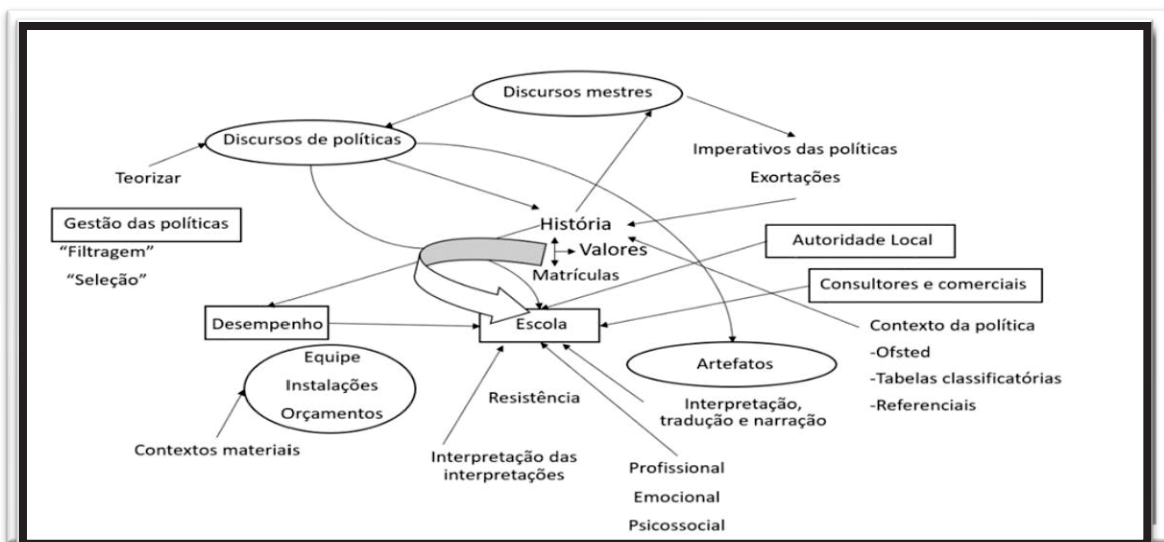 Discursos mestres
Discursos de políticas
Imperativos das políticas
Exortações
Teorizar
Gestão das políticas
“Filtragem”
“Seleção”
História
Valores
Matrículas
Autoridade Local
Consultores e comerciais
Desempenho
Escola
Contexto da política
-Ofsted
-Tabelas classificatórias
-Referenciais
Equipe
Instalações
Orçamentos
Artefatos
Resistência
Interpretação,
tradução e narração
Contextos materiais
Interpretação das
interpretações
Profissional
Emocional
Psicossocial